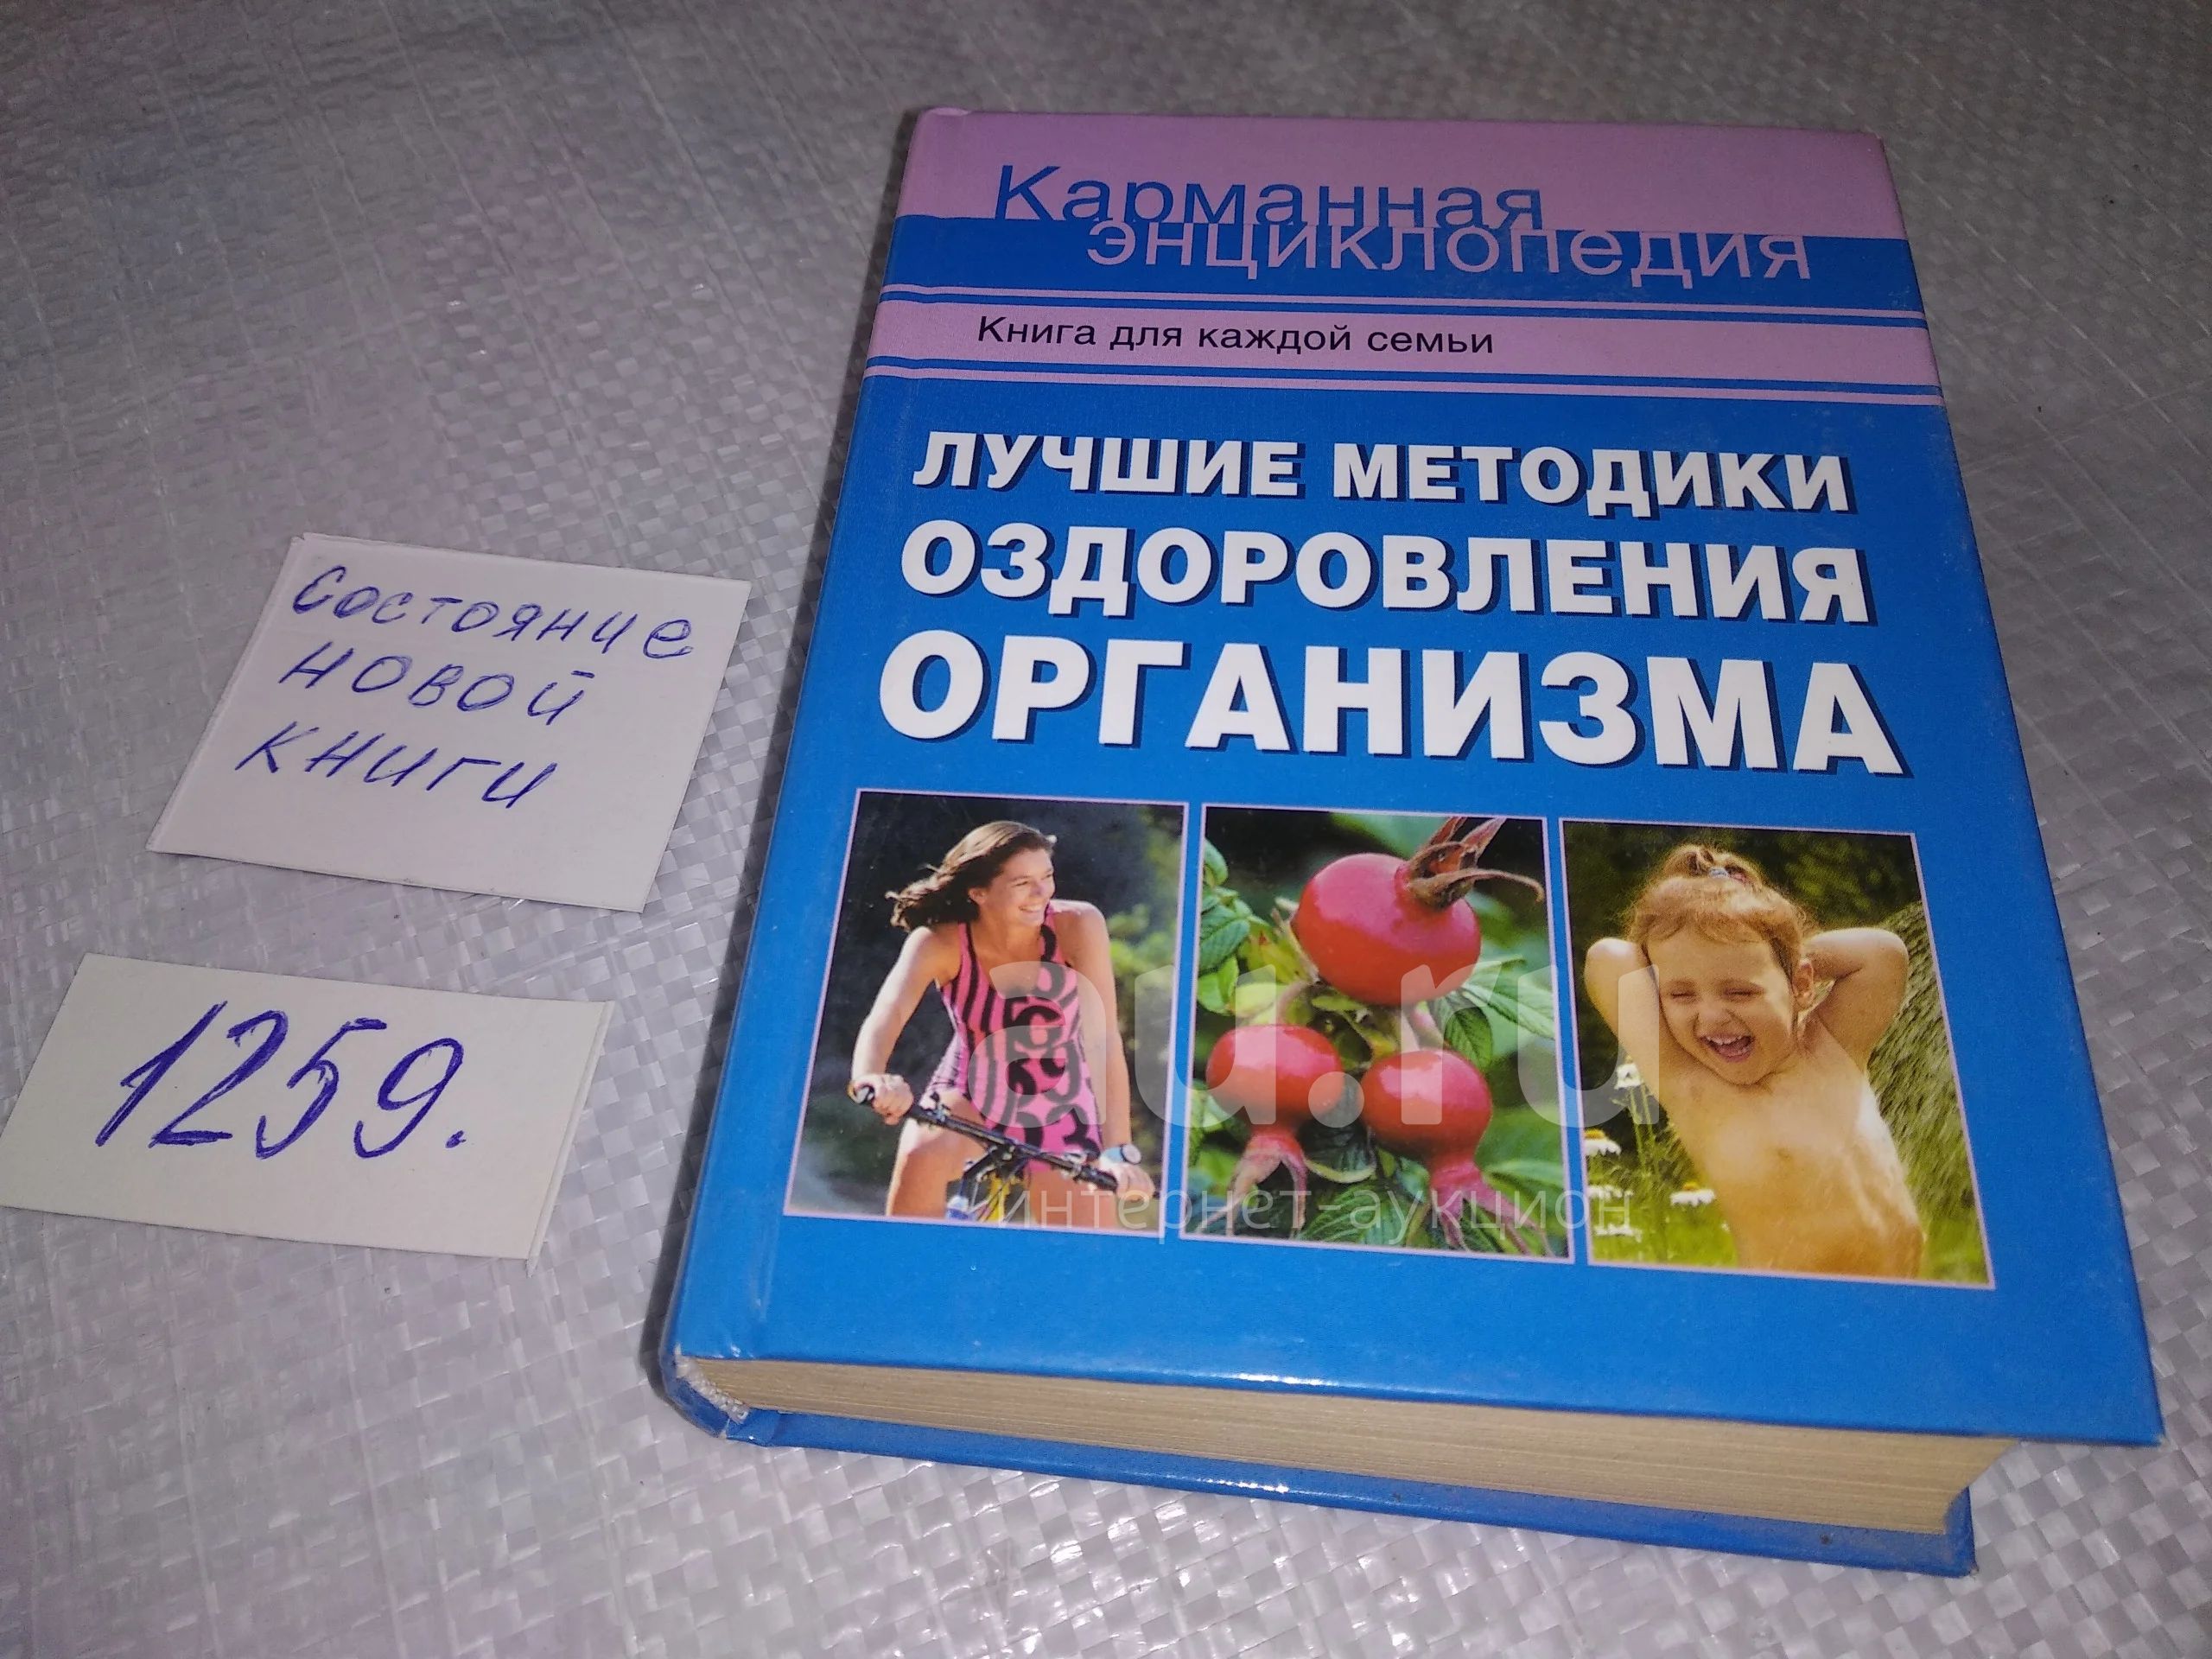 Карманная
энциклопедия
Книга для каждой семьи
ЛУЧШИЕ МЕТОДИКИ
ОЗДОРОВЛЕНИЯ
ОРГАНИЗМА
Состояние
новой
книги
1259.
au.ru
интернет-аукцион